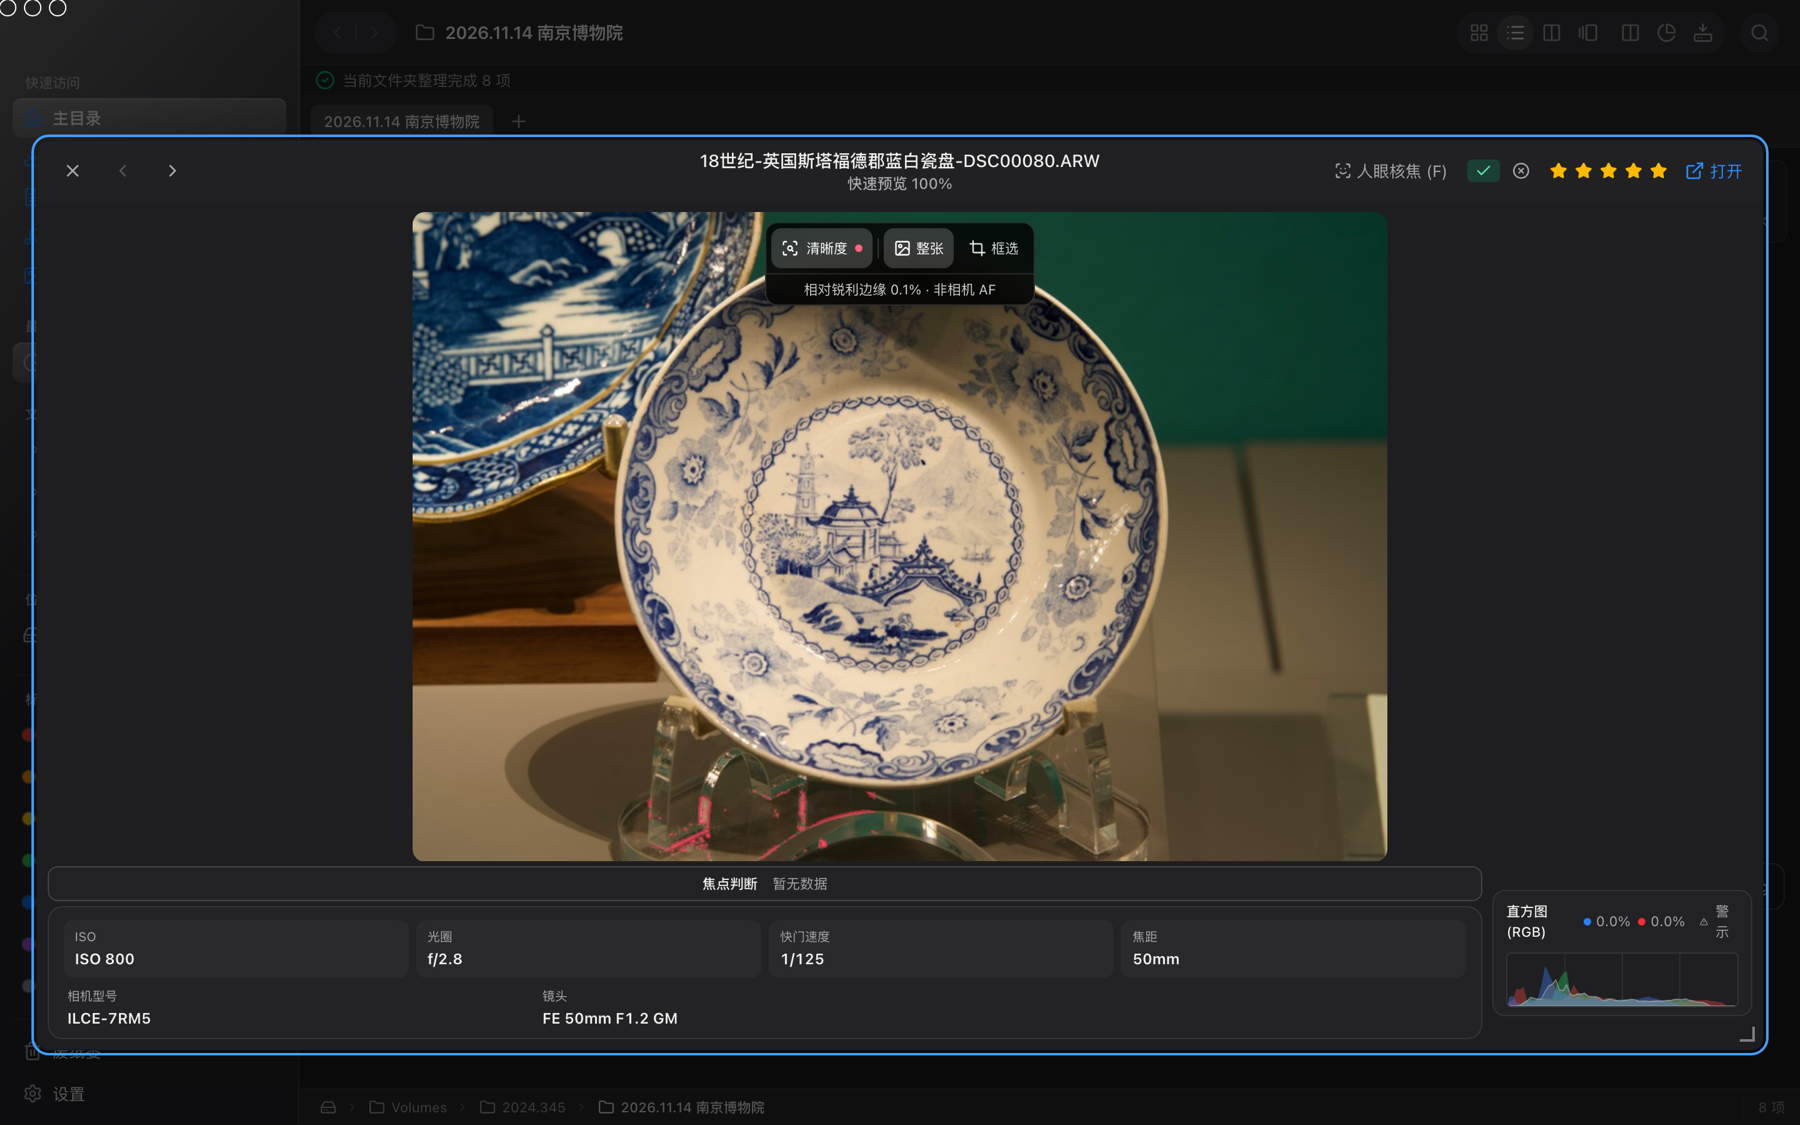 2026.11.14 南京博物院
快速访问
当前文件夹整理完成 8 项
主目录
2026.11.14 南京博物院
18世纪-英国斯塔福德郡蓝白瓷盘-DSC00080.ARW
快速预览 100%
人眼核焦 (F)
打开
清晰度
整张
框选
相对锐利边缘 0.1% · 非相机 AF
焦点判断 暂无数据
ISO
ISO 800
光圈
f/2.8
快门速度
1/125
焦距
50mm
相机型号
ILCE-7RM5
镜头
FE 50mm F1.2 GM
直方图
(RGB)
0.0%
0.0%
警
示
设置
Volumes
2024.345
2026.11.14 南京博物院
8 项